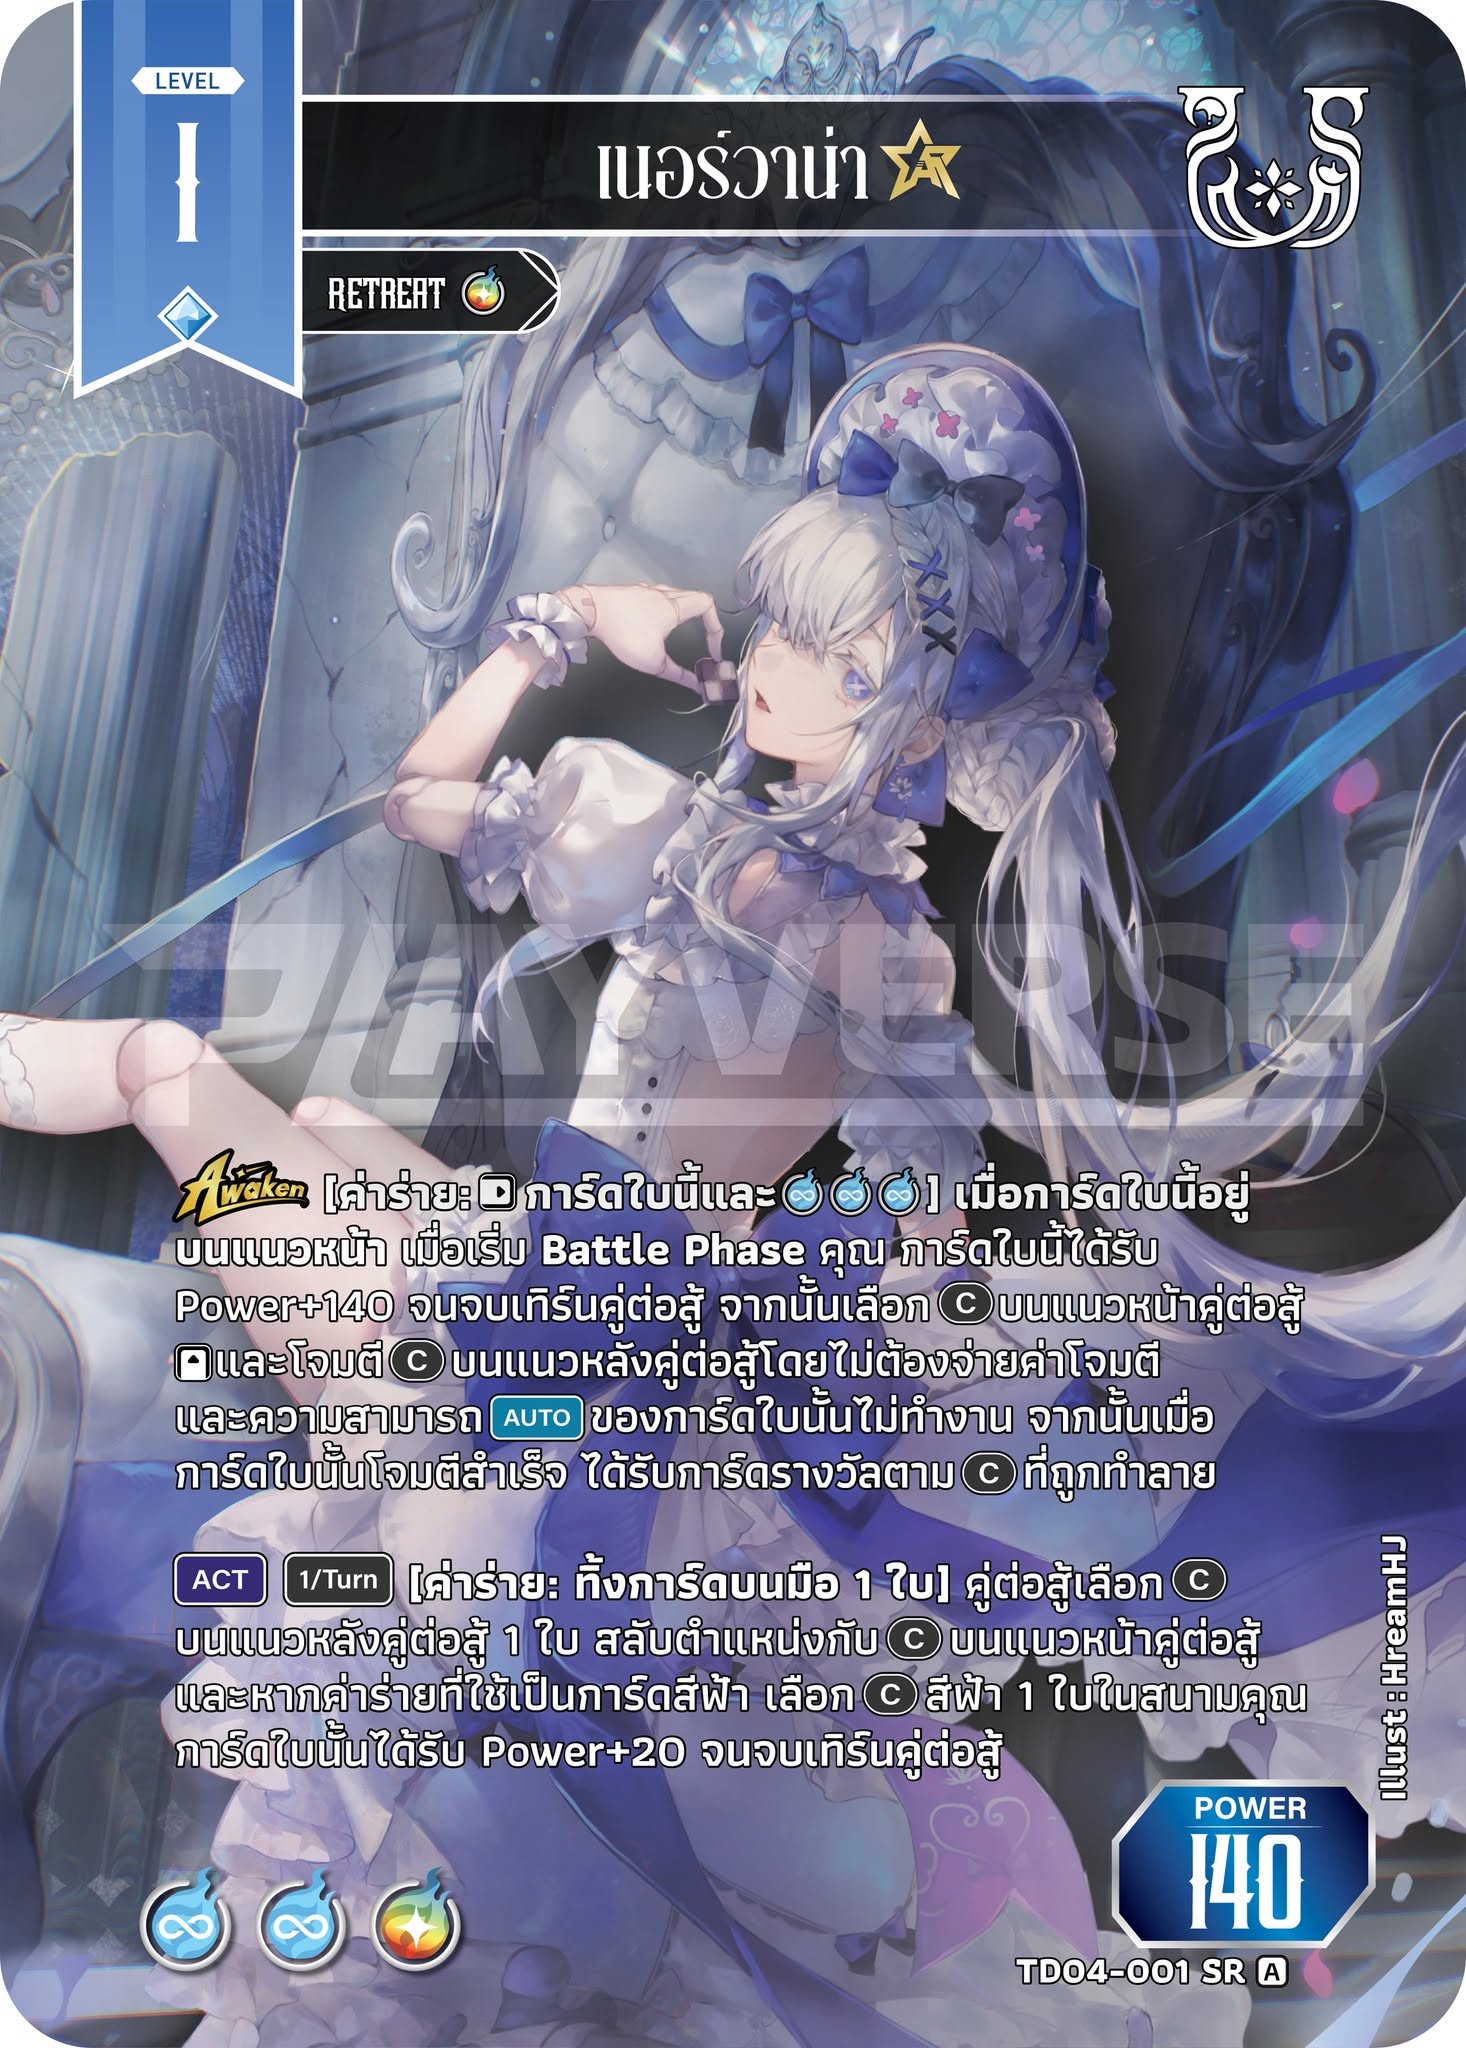 LEVEL
I
เนอร์วาน่า AR
RETREAT
PLAYVERSE
Awaken [ค่าร่าย: การ์ดใบนี้และ] เมื่อการ์ดใบนี้อยู่
บนแนวหน้า เมื่อเริ่ม Battle Phase คุณ การ์ดใบนี้ได้รับ
Power+140 จนจบเทิร์นคู่ต่อสู้ จากนั้นเลือก C บนแนวหน้าคู่ต่อสู้
และโจมตี C บนแนวหลังคู่ต่อสู้โดยไม่ต้องจ่ายค่าโจมตี
และความสามารถ AUTO ของการ์ดใบนั้นไม่ทำงาน จากนั้นเมื่อ
การ์ดใบนั้นโจมตีสำเร็จ ได้รับการ์ดรางวัลตาม C ที่ถูกทำลาย
ACT 1/Turn [ค่าร่าย: ทิ้งการ์ดบนมือ 1 ใบ] คู่ต่อสู้เลือก C
บนแนวหลังคู่ต่อสู้ 1 ใบ สลับตำแหน่งกับ C บนแนวหน้าคู่ต่อสู้
และหากค่าร่ายที่ใช้เป็นการ์ดสีฟ้า เลือก C สีฟ้า 1 ใบในสนามคุณ
การ์ดใบนั้นได้รับ Power+20 จนจบเทิร์นคู่ต่อสู้
Illust : HreamHJ
POWER
140
TD04-001 SR A